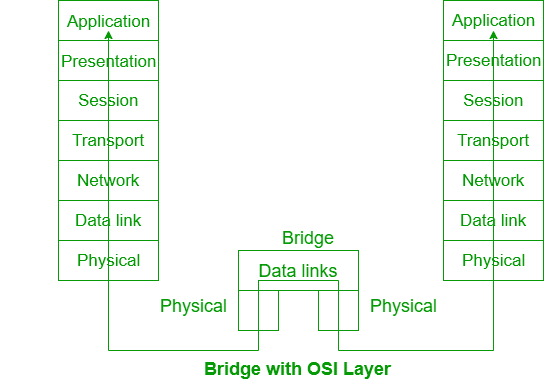 Application
Presentation
Session
Transport
Network
Data link
Physical
Application
Presentation
Session
Transport
Network
Data link
Physical
Bridge
Data links
Physical
Physical
Bridge with OSI Layer